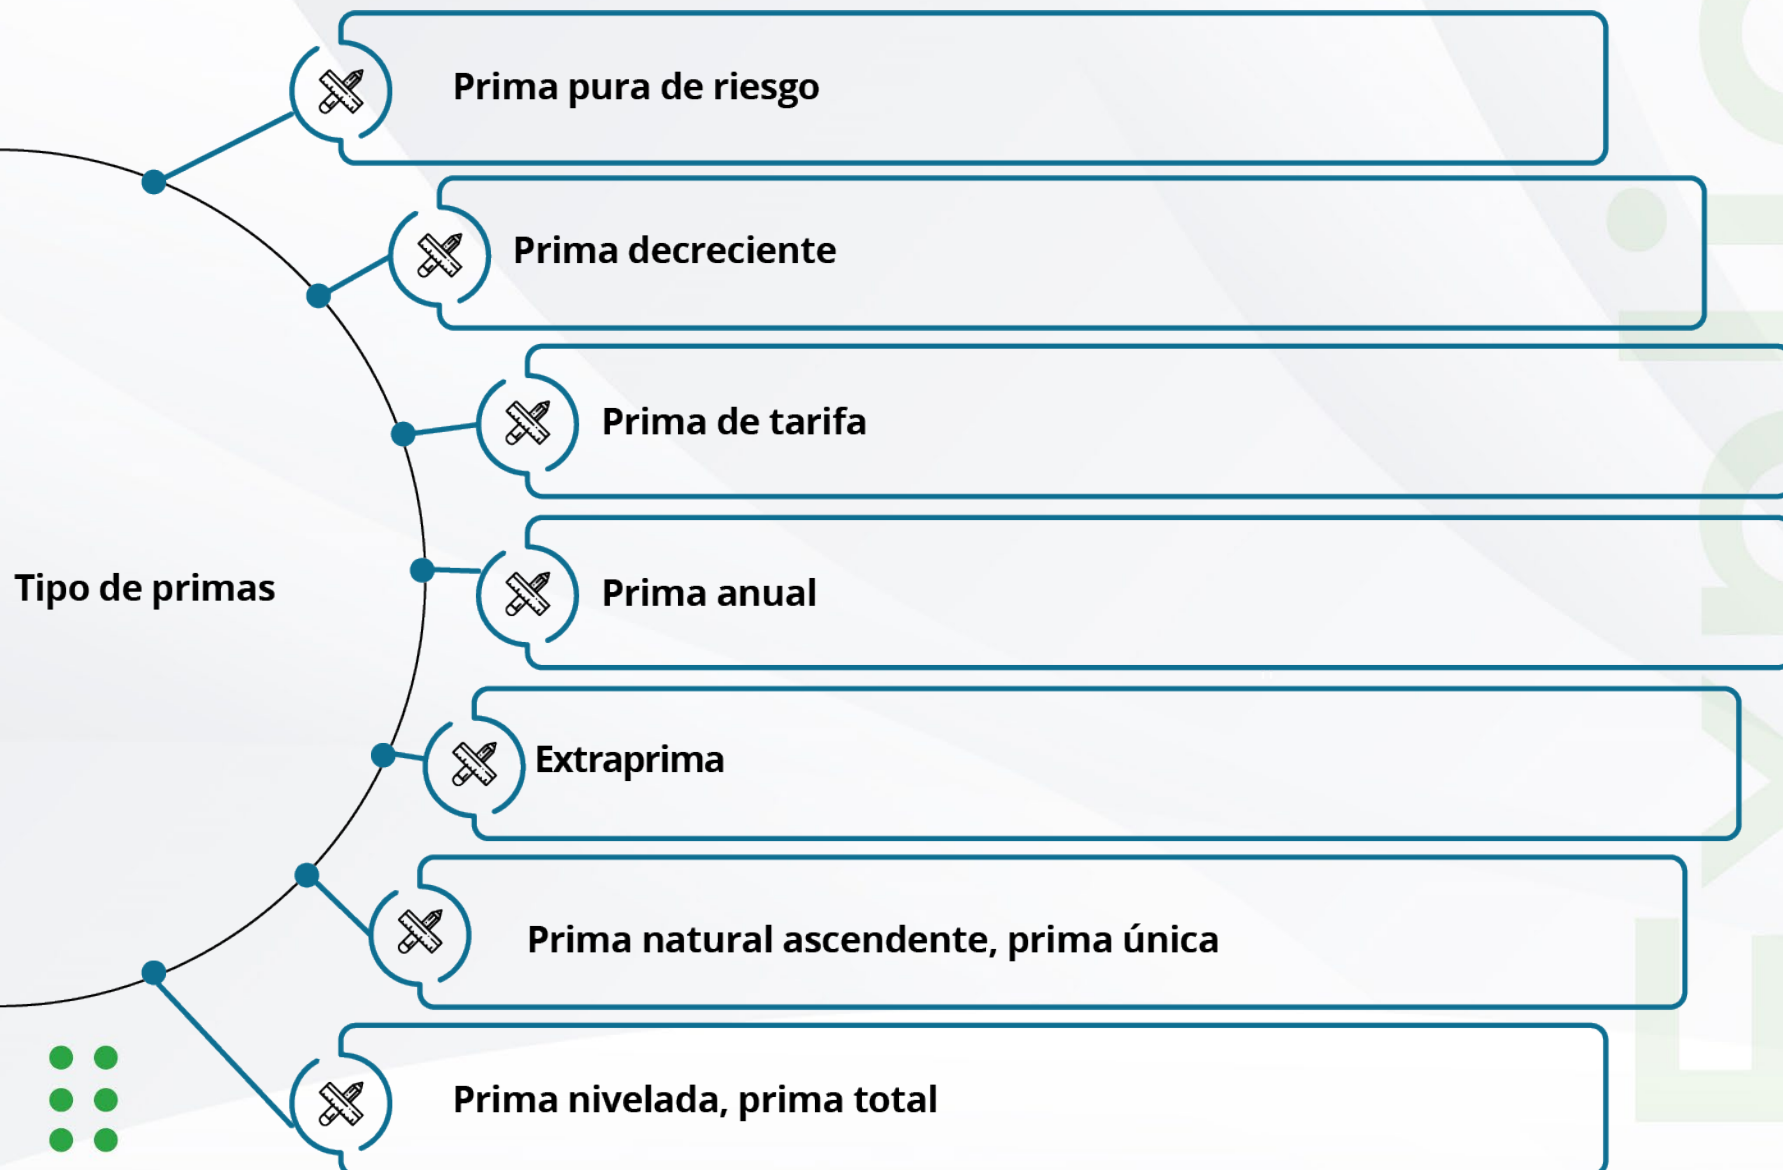 Prima pura de riesgo
Prima decreciente
Prima de tarifa
Tipo de primas
Prima anual
Extraprima
Prima natural ascendente, prima única
Prima nivelada, prima total